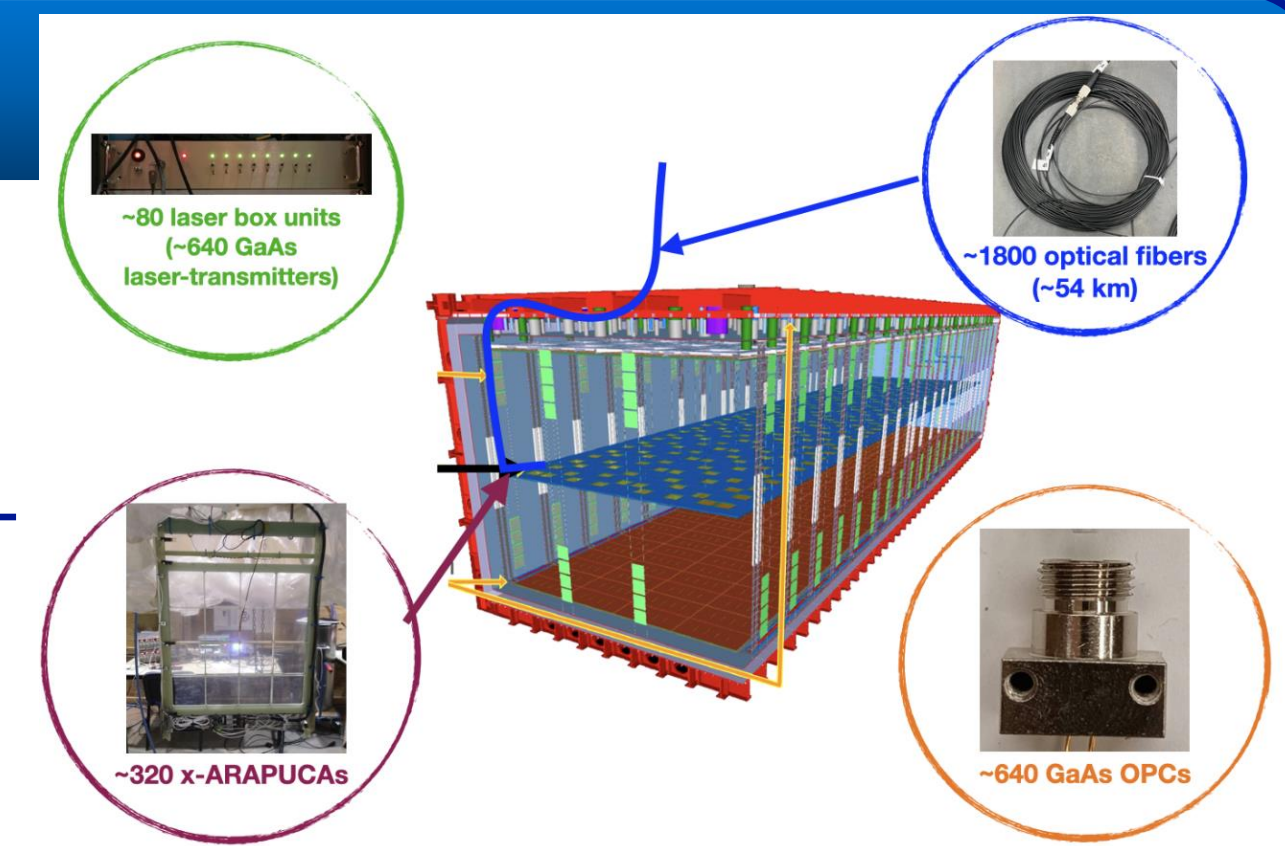 ~80 laser box units
(~640 GaAs
laser-transmitters)
~1800 optical fibers
(~54 km)
~320 x-ARAPUCAs
~640 GaAs OPCs